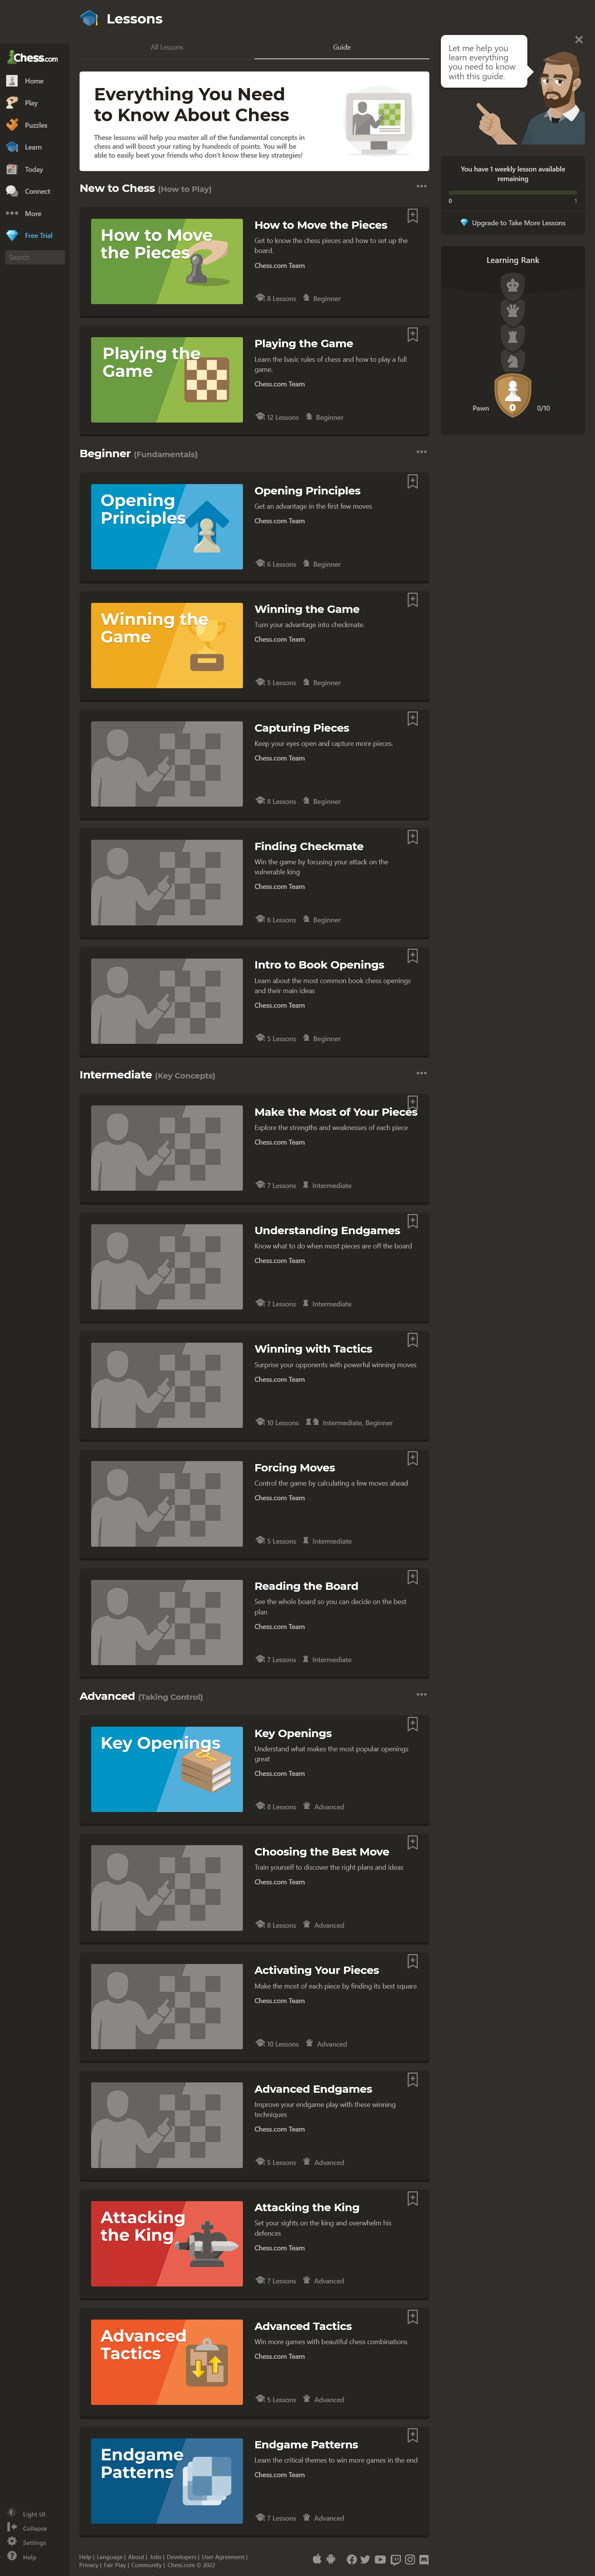 Chess.com
Home
Play
Puzzles
Learn
Today
Connect
More
Free Trial
Search
Light UI
Collapse
Settings
Help
Lessons
All Lessons
Guide
Everything You Need
to Know About Chess
These lessons will help you master all of the fundamental concepts in
chess and will boost your rating by hundreds of points. You will be
able to easily beat your friends who don't know these key strategies!
New to Chess (How to Play)
How to Move
the Pieces
How to Move the Pieces
Get to know the chess pieces and how to set up the
board.
Chess.com Team
8 Lessons Beginner
Playing the
Game
Playing the Game
Learn the basic rules of chess and how to play a full
game.
Chess.com Team
12 Lessons Beginner
Beginner (Fundamentals)
Opening
Principles
Opening Principles
Get an advantage in the first few moves
Chess.com Team
6 Lessons Beginner
Winning the
Game
Winning the Game
Turn your advantage into checkmate.
Chess.com Team
5 Lessons Beginner
Capturing Pieces
Keep your eyes open and capture more pieces.
Chess.com Team
8 Lessons Beginner
Finding Checkmate
Win the game by focusing your attack on the
vulnerable king
Chess.com Team
6 Lessons Beginner
Intro to Book Openings
Learn about the most common book chess openings
and their main ideas
Chess.com Team
5 Lessons Beginner
Intermediate (Key Concepts)
Make the Most of Your Pieces
Explore the strengths and weaknesses of each piece
Chess.com Team
7 Lessons Intermediate
Understanding Endgames
Know what to do when most pieces are off the board
Chess.com Team
7 Lessons Intermediate
Winning with Tactics
Surprise your opponents with powerful winning moves
Chess.com Team
10 Lessons Intermediate, Beginner
Forcing Moves
Control the game by calculating a few moves ahead
Chess.com Team
5 Lessons Intermediate
Reading the Board
See the whole board so you can decide on the best
plan
Chess.com Team
7 Lessons Intermediate
Advanced (Taking Control)
Key Openings
Key Openings
Understand what makes the most popular openings
great
Chess.com Team
8 Lessons Advanced
Choosing the Best Move
Train yourself to discover the right plans and ideas
Chess.com Team
8 Lessons Advanced
Activating Your Pieces
Make the most of each piece by finding its best square
Chess.com Team
10 Lessons Advanced
Advanced Endgames
Improve your endgame play with these winning
techniques
Chess.com Team
5 Lessons Advanced
Attacking
the King
Attacking the King
Set your sights on the king and overwhelm his
defences
Chess.com Team
7 Lessons Advanced
Advanced
Tactics
Advanced Tactics
Win more games with beautiful chess combinations
Chess.com Team
5 Lessons Advanced
Endgame
Patterns
Endgame Patterns
Learn the critical themes to win more games in the end
Chess.com Team
7 Lessons Advanced
Help | Language | About | Jobs | Developers | User Agreement |
Privacy | Fair Play | Community | Chess.com © 2022
Let me help you
learn everything
you need to know
with this guide.
You have 1 weekly lesson available
remaining
0 1
Upgrade to Take More Lessons
Learning Rank
Pawn 0 0/10